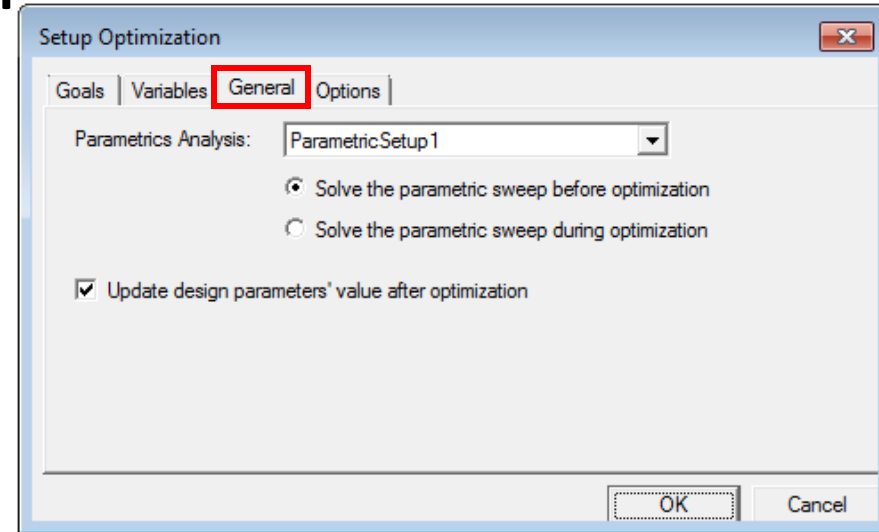 Setup Optimization
Goals Variables General Options
Parametrics Analysis: ParametricSetup1
Solve the parametric sweep before optimization
Solve the parametric sweep during optimization
Update design parameters' value after optimization
OK Cancel